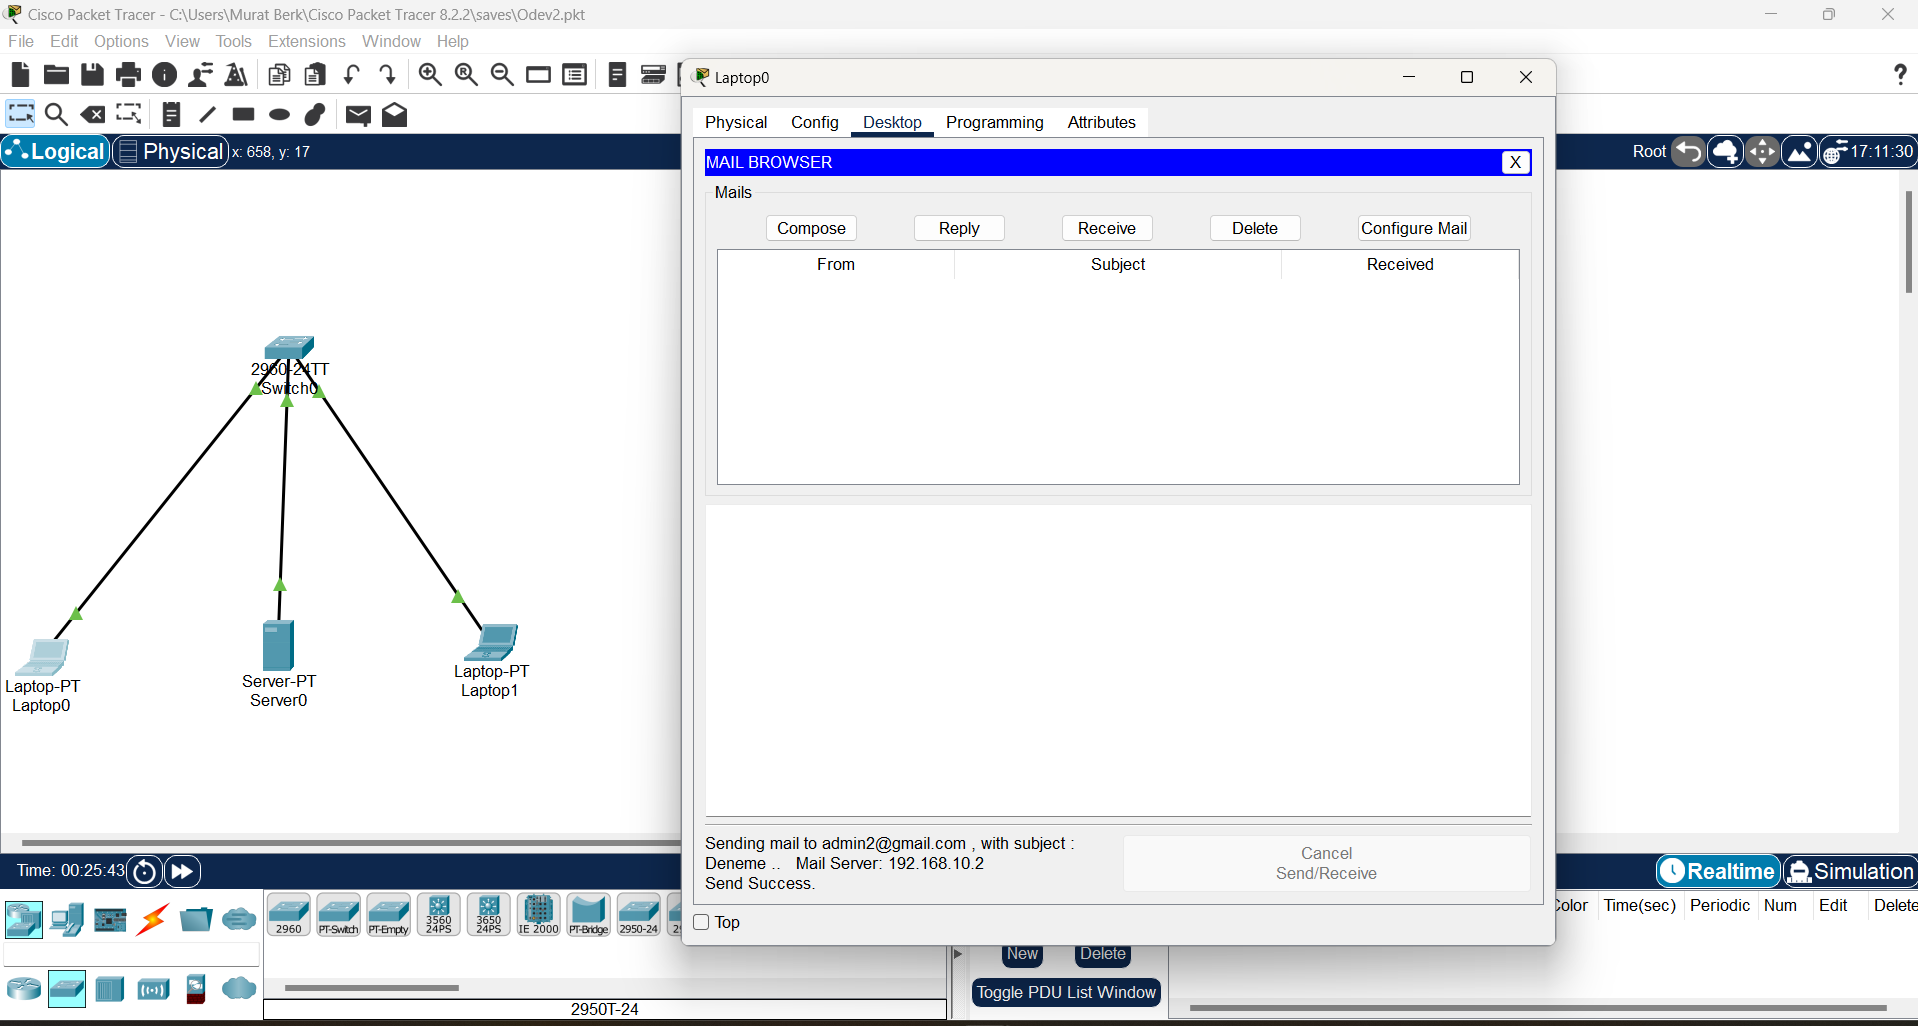 Cisco Packet Tracer - C:\Users\Murat Berk\Cisco Packet Tracer 8.2.2\saves\Odev2.pkt
File Edit Options View Tools Extensions Window Help
Logical Physical x: 658, y: 17
Root 17:11:30
Laptop0
Physical Config Desktop Programming Attributes
MAIL BROWSER X
Mails
Compose Reply Receive Delete Configure Mail
From Subject Received
2960-24TT
Switch0
Laptop-PT
Laptop0
Server-PT
Server0
Laptop-PT
Laptop1
Sending mail to admin2@gmail.com , with subject :
Deneme .. Mail Server: 192.168.10.2
Send Success.
Cancel
Send/Receive
Top
Time: 00:25:43
Realtime Simulation
2960 PT-Switch PT-Empty 3560 24PS 3650 24PS IE 2000 PT-Bridge 2950-24
Time(sec) Periodic Num Edit Delete
New Delete
Toggle PDU List Window
2950T-24